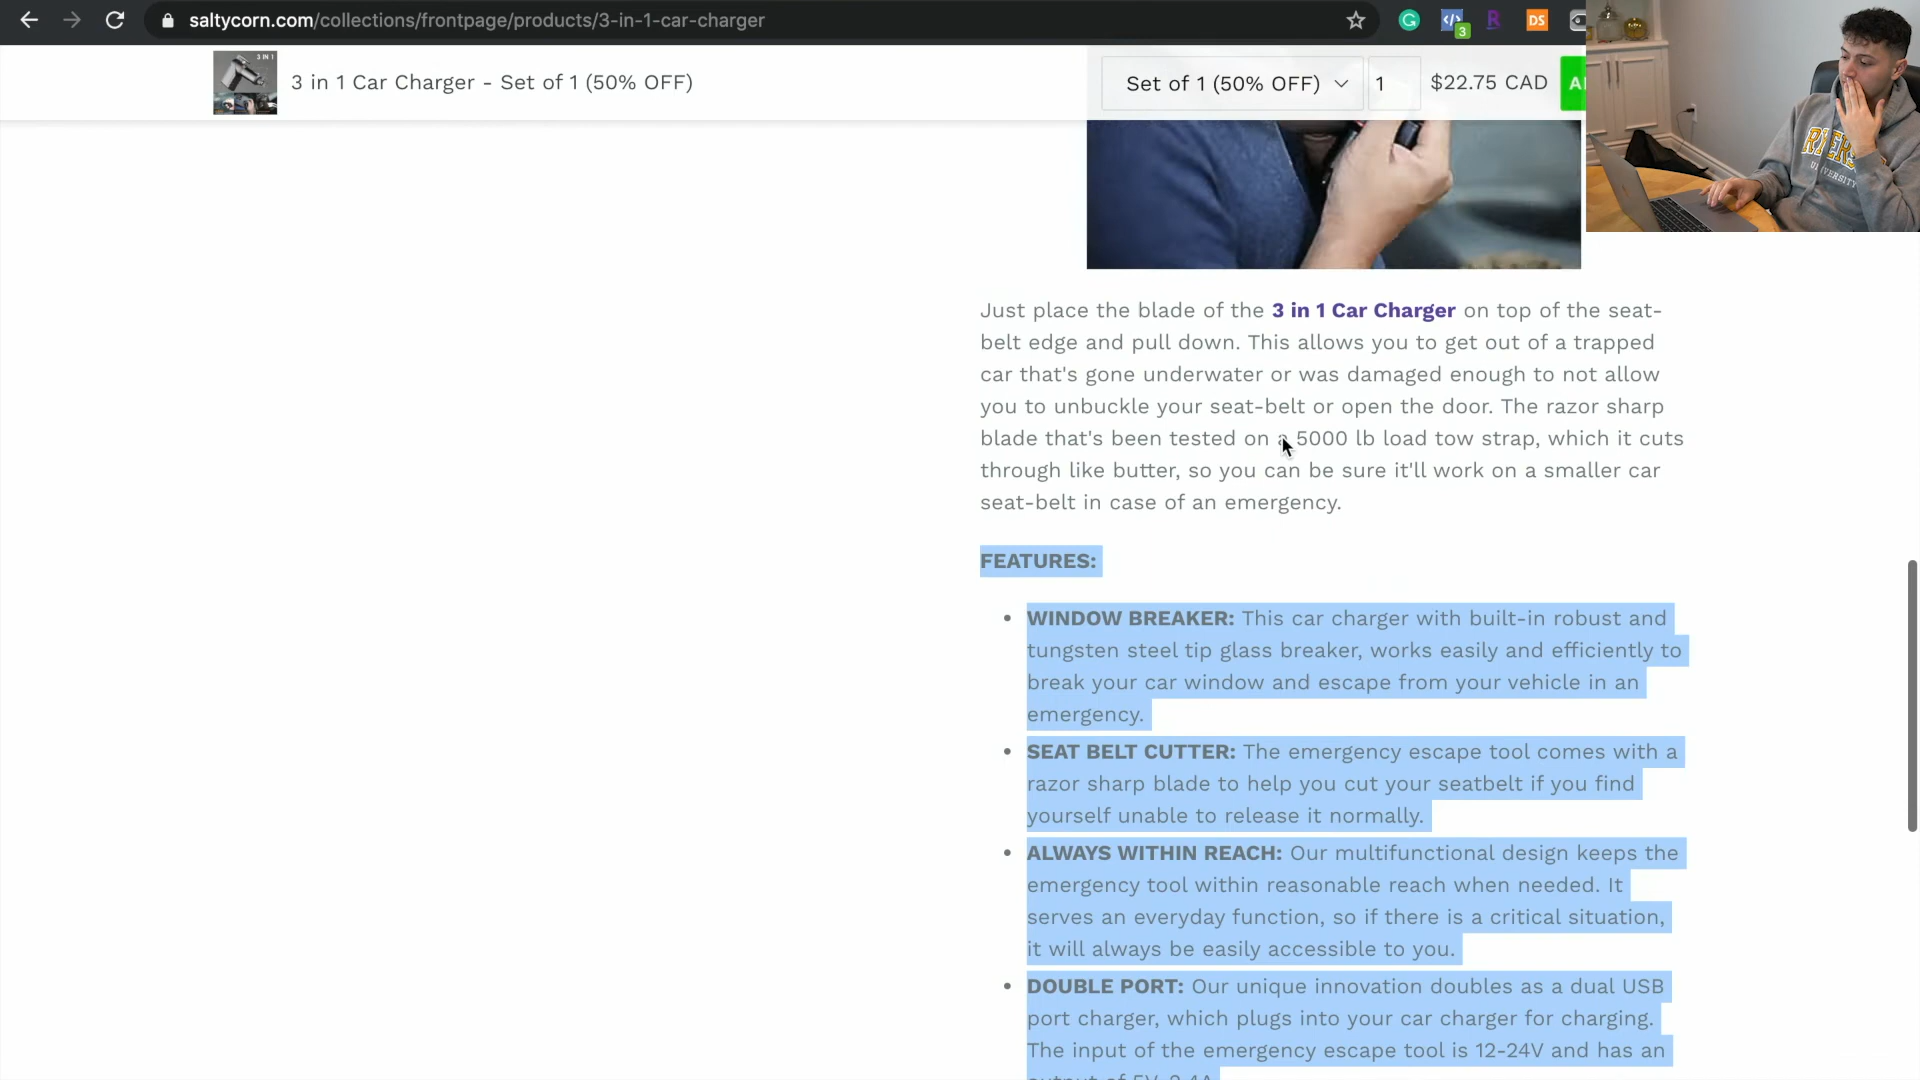 saltycorn.com/collections/frontpage/products/3-in-1-car-charger
3
DS
3 IN 1
3 in 1 Car Charger - Set of 1 (50% OFF)
Set of 1 (50% OFF)
1
$22.75 CAD
UNIVERSITY
Just place the blade of the 3 in 1 Car Charger on top of the seat-
belt edge and pull down. This allows you to get out of a trapped
car that's gone underwater or was damaged enough to not allow
you to unbuckle your seat-belt or open the door. The razor sharp
blade that's been tested on a 5000 lb load tow strap, which it cuts
through like butter, so you can be sure it'll work on a smaller car
seat-belt in case of an emergency.
FEATURES:
• WINDOW BREAKER: This car charger with built-in robust and
tungsten steel tip glass breaker, works easily and efficiently to
break your car window and escape from your vehicle in an
emergency.
• SEAT BELT CUTTER: The emergency escape tool comes with a
razor sharp blade to help you cut your seatbelt if you find
yourself unable to release it normally.
• ALWAYS WITHIN REACH: Our multifunctional design keeps the
emergency tool within reasonable reach when needed. It
serves an everyday function, so if there is a critical situation,
it will always be easily accessible to you.
• DOUBLE PORT: Our unique innovation doubles as a dual USB
port charger, which plugs into your car charger for charging.
The input of the emergency escape tool is 12-24V and has an
output of 5V, 2.4A